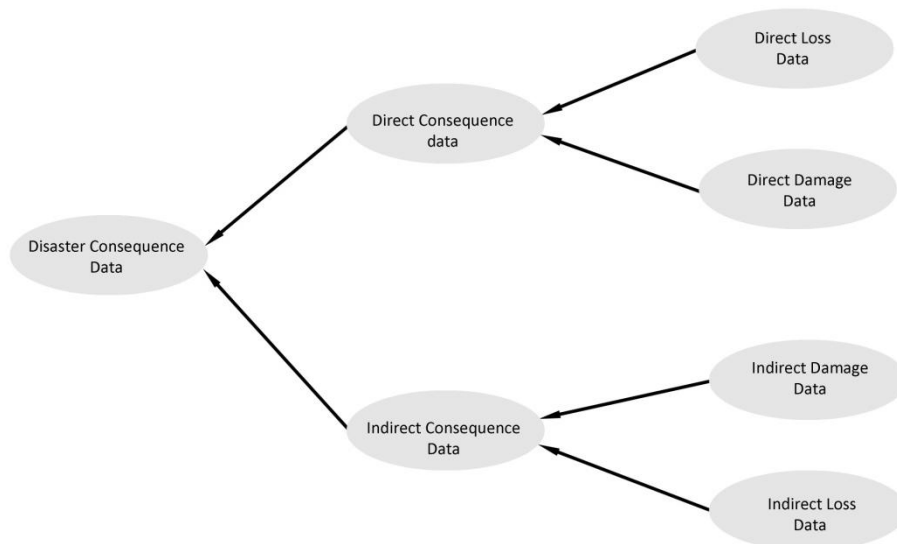 Direct Loss
Data
Direct Consequence
data
Direct Damage
Data
Disaster Consequence
Data
Indirect Damage
Data
Indirect Consequence
Data
Indirect Loss
Data